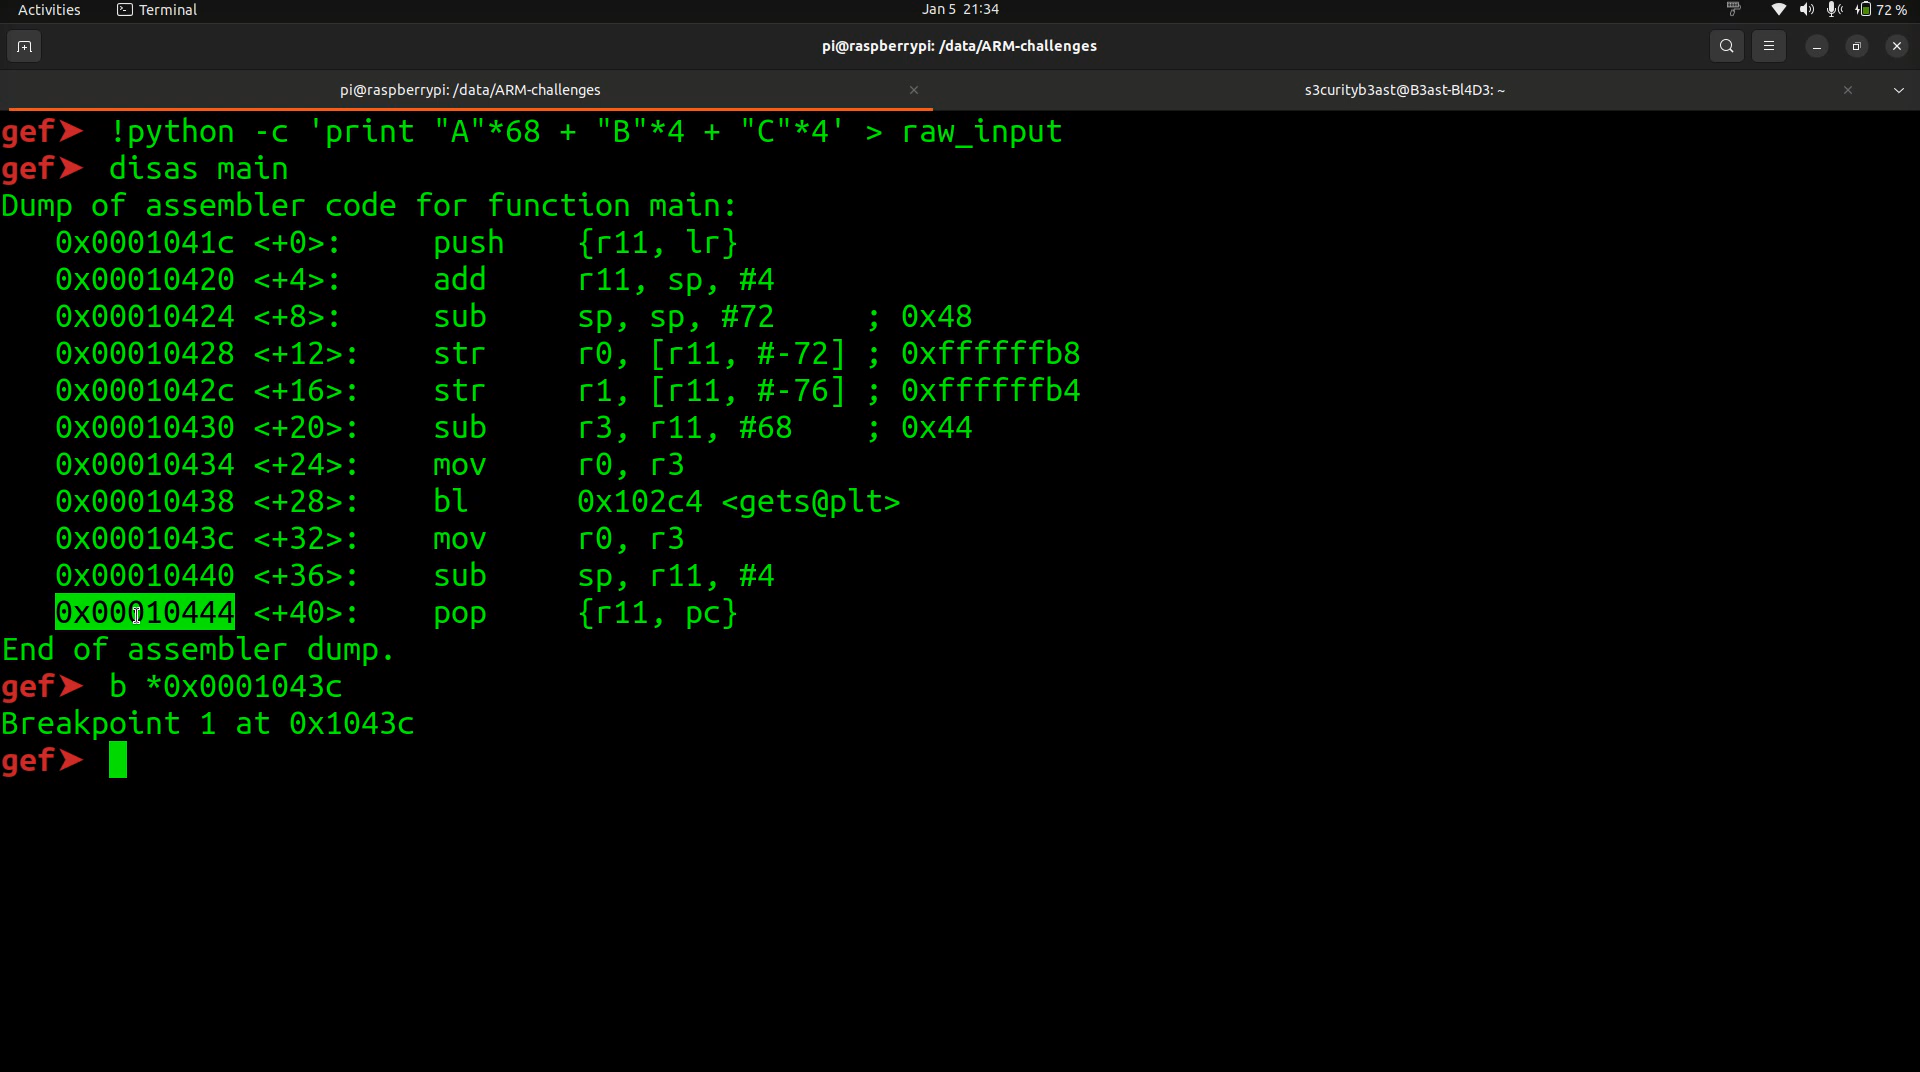 Activities Terminal Jan 5 21:34 72 %
pi@raspberrypi: /data/ARM-challenges
pi@raspberrypi: /data/ARM-challenges × s3curityb3ast@B3ast-Bl4D3: ~ ×
gef➤ !python -c 'print "A"*68 + "B"*4 + "C"*4' > raw_input
gef➤ disas main
Dump of assembler code for function main:
0x0001041c <+0>: push {r11, lr}
0x00010420 <+4>: add r11, sp, #4
0x00010424 <+8>: sub sp, sp, #72 ; 0x48
0x00010428 <+12>: str r0, [r11, #-72] ; 0xffffffb8
0x0001042c <+16>: str r1, [r11, #-76] ; 0xffffffb4
0x00010430 <+20>: sub r3, r11, #68 ; 0x44
0x00010434 <+24>: mov r0, r3
0x00010438 <+28>: bl 0x102c4 <gets@plt>
0x0001043c <+32>: mov r0, r3
0x00010440 <+36>: sub sp, r11, #4
0x00010444 <+40>: pop {r11, pc}
End of assembler dump.
gef➤ b *0x0001043c
Breakpoint 1 at 0x1043c
gef➤